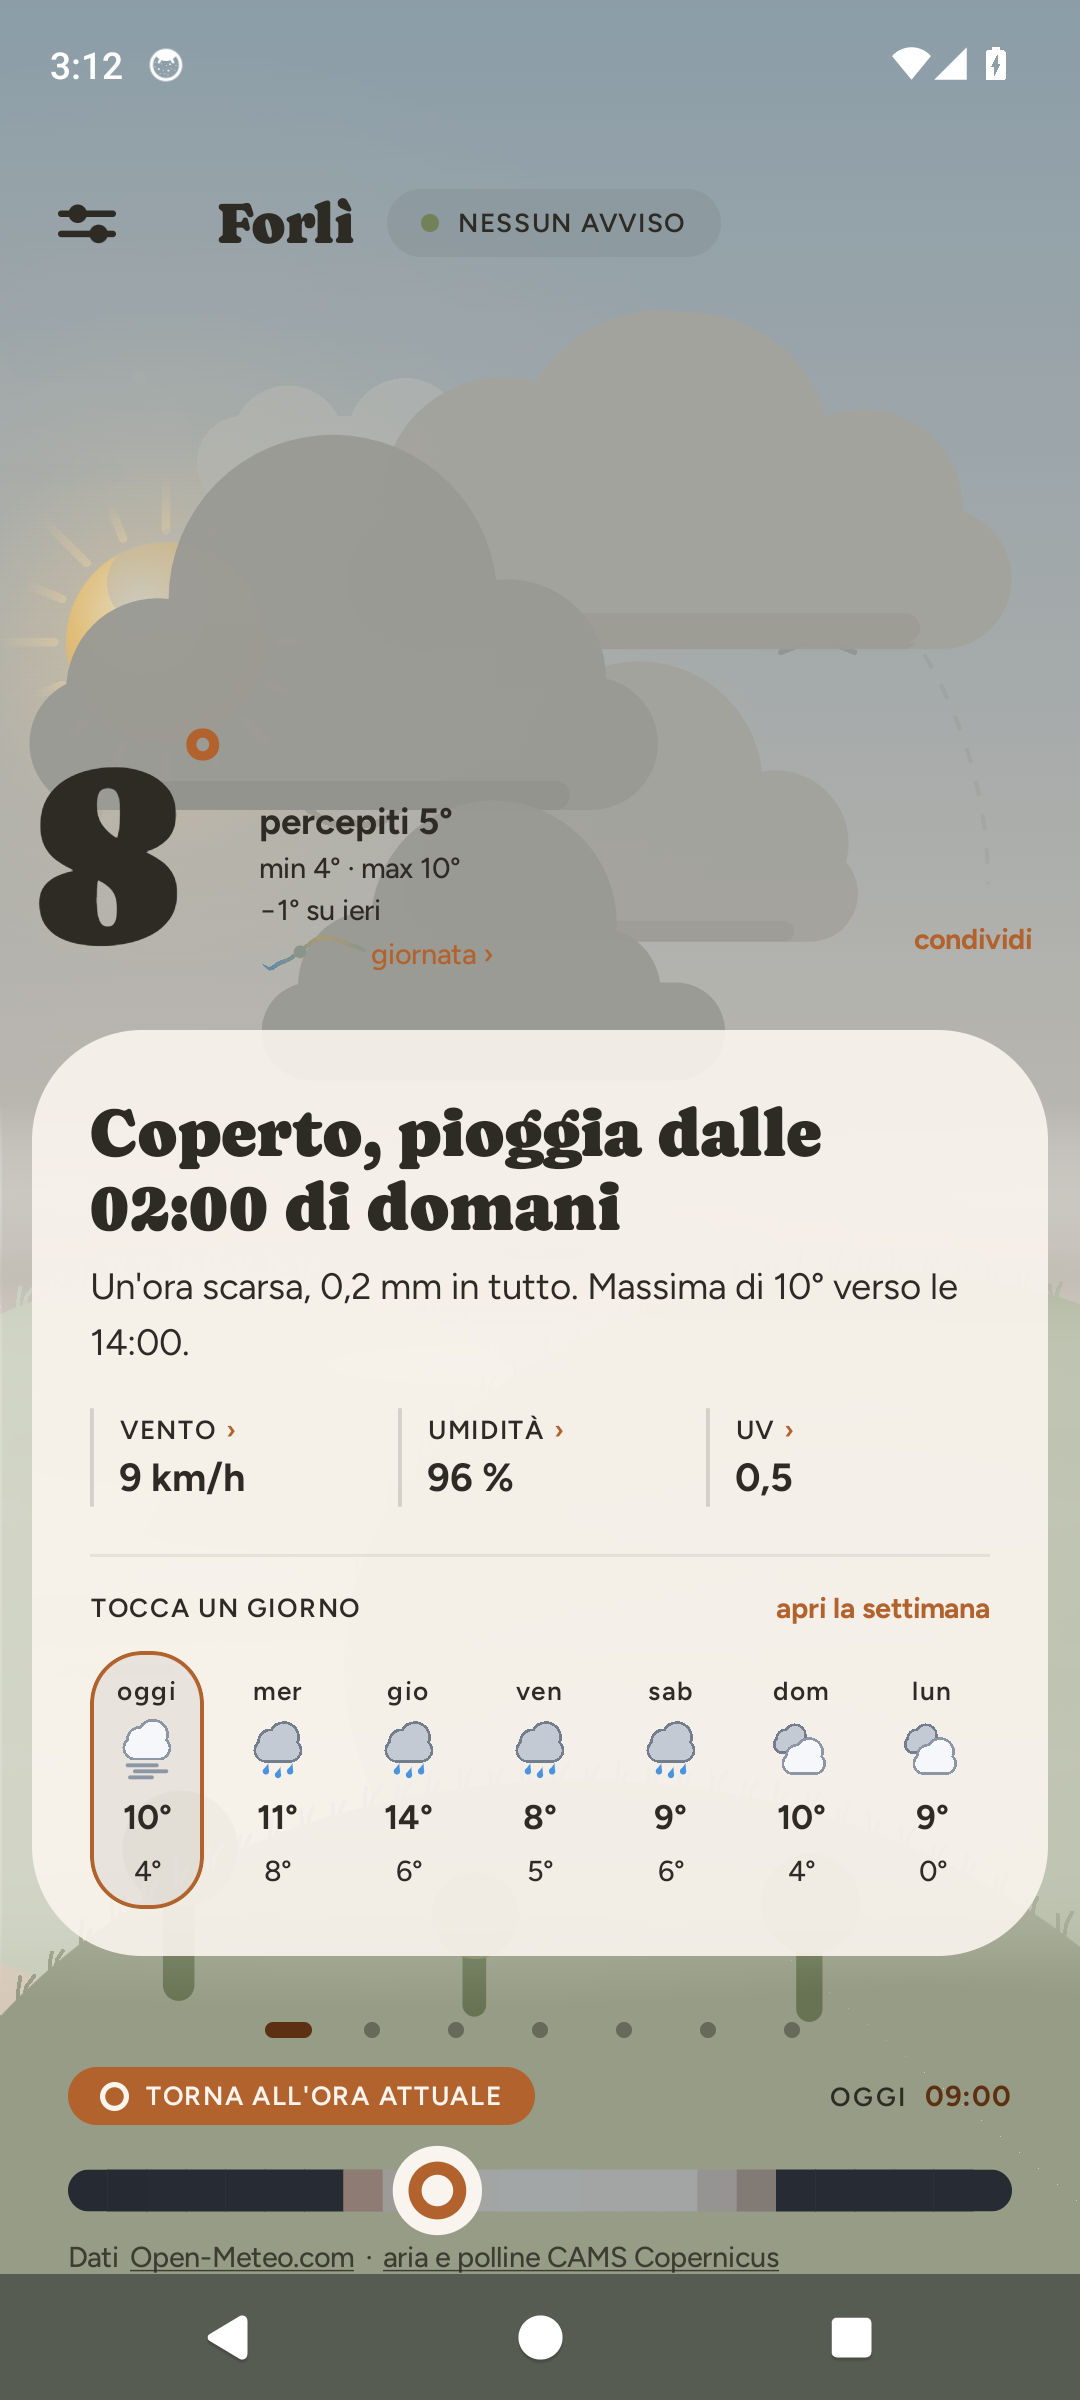 3:12
Forlì
NESSUN AVVISO
8°
percepiti 5°
min 4° · max 10°
−1° su ieri
giornata ›
condividi
Coperto, pioggia dalle
02:00 di domani
Un'ora scarsa, 0,2 mm in tutto. Massima di 10° verso le
14:00.
VENTO › UMIDITÀ › UV ›
9 km/h 96 % 0,5
TOCCA UN GIORNO apri la settimana
oggi mer gio ven sab dom lun
10° 11° 14° 8° 9° 10° 9°
4° 8° 6° 5° 6° 4° 0°
TORNA ALL'ORA ATTUALE OGGI 09:00
Dati Open-Meteo.com · aria e polline CAMS Copernicus